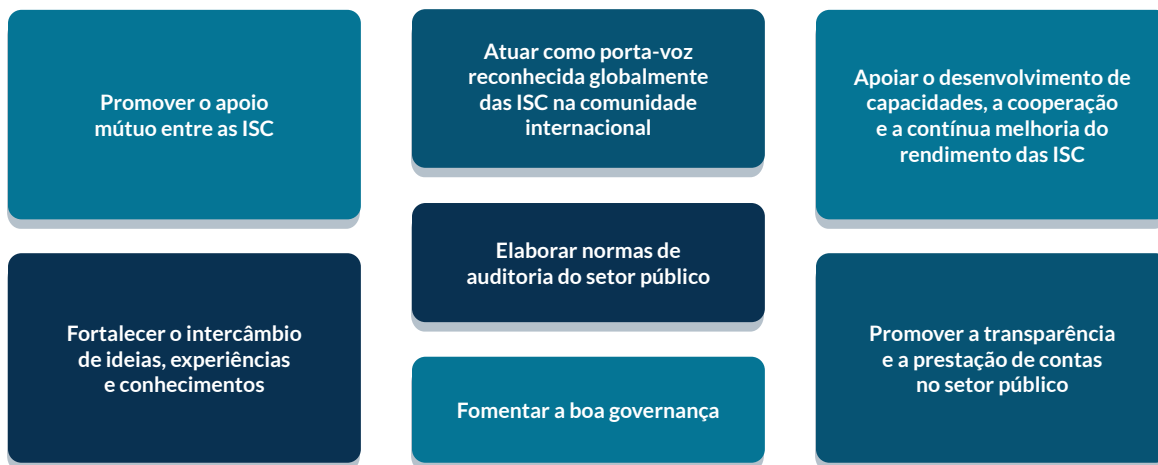 Promover o apoio
mútuo entre as ISC
Atuar como porta-voz
reconhecida globalmente
das ISC na comunidade
internacional
Apoiar o desenvolvimento de
capacidades, a cooperação
e a contínua melhoria do
rendimento das ISC
Elaborar normas de
auditoria do setor público
Fortalecer o intercâmbio
de ideias, experiências
e conhecimentos
Promover a transparência
e a prestação de contas
no setor público
Fomentar a boa governança